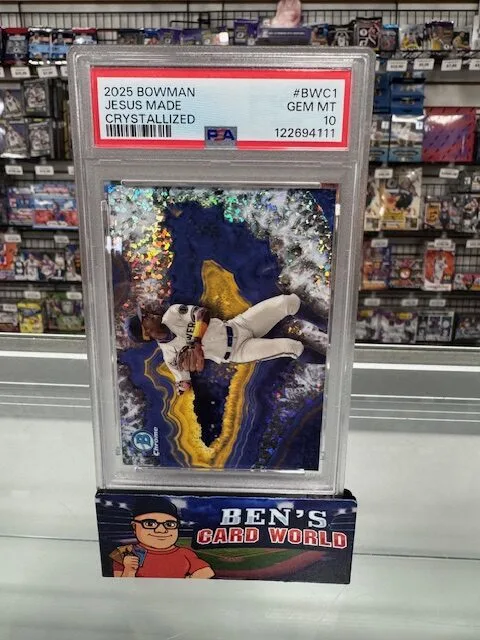 2025 BOWMAN #BWC1
JESUS MADE GEM MT
CRYSTALLIZED 10
PSA 122694111
B
Chrome
BEN'S
CARD WORLD